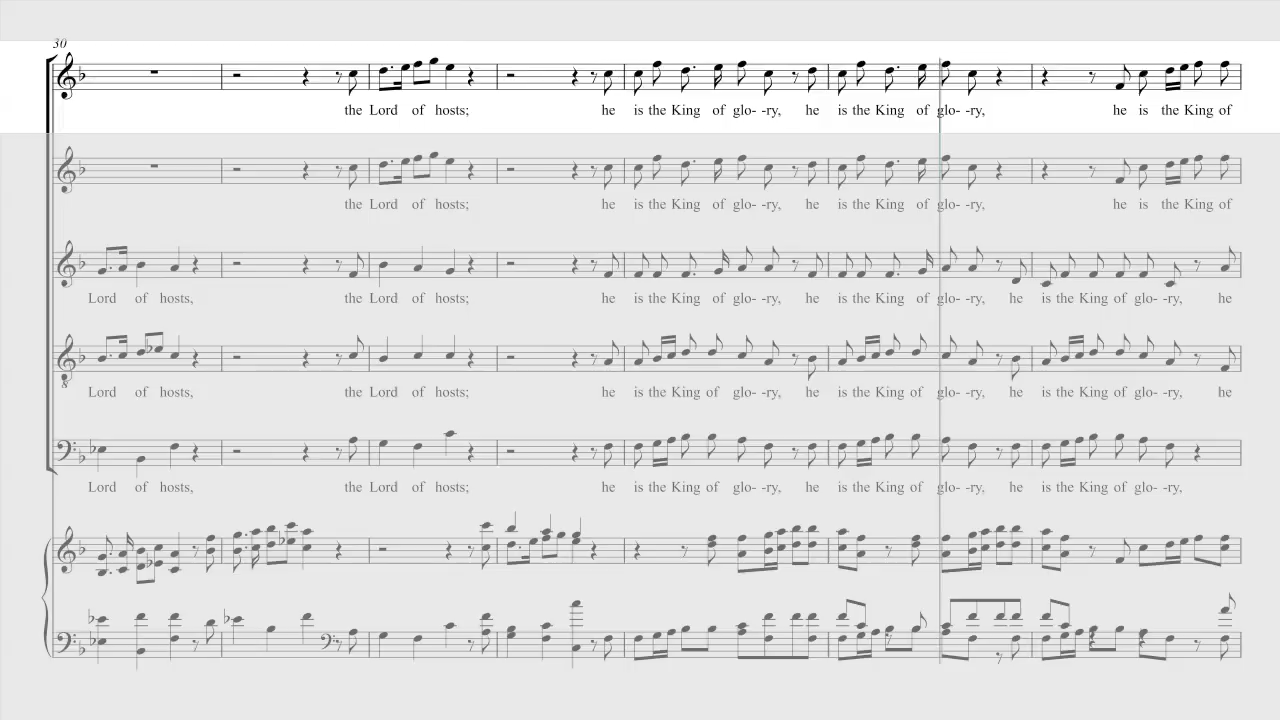 30
the Lord of hosts; he is the King of glo- -ry, he is the King of glo- -ry, he is the King of
the Lord of hosts; he is the King of glo- -ry, he is the King of glo- -ry, he is the King of
Lord of hosts, the Lord of hosts; he is the King of glo- -ry, he is the King of glo- -ry, he is the King of glo- -ry, he
Lord of hosts, the Lord of hosts; he is the King of glo- -ry, he is the King of glo- -ry, he is the King of glo- -ry, he
Lord of hosts, the Lord of hosts; he is the King of glo- -ry, he is the King of glo- -ry, he is the King of glo- -ry,